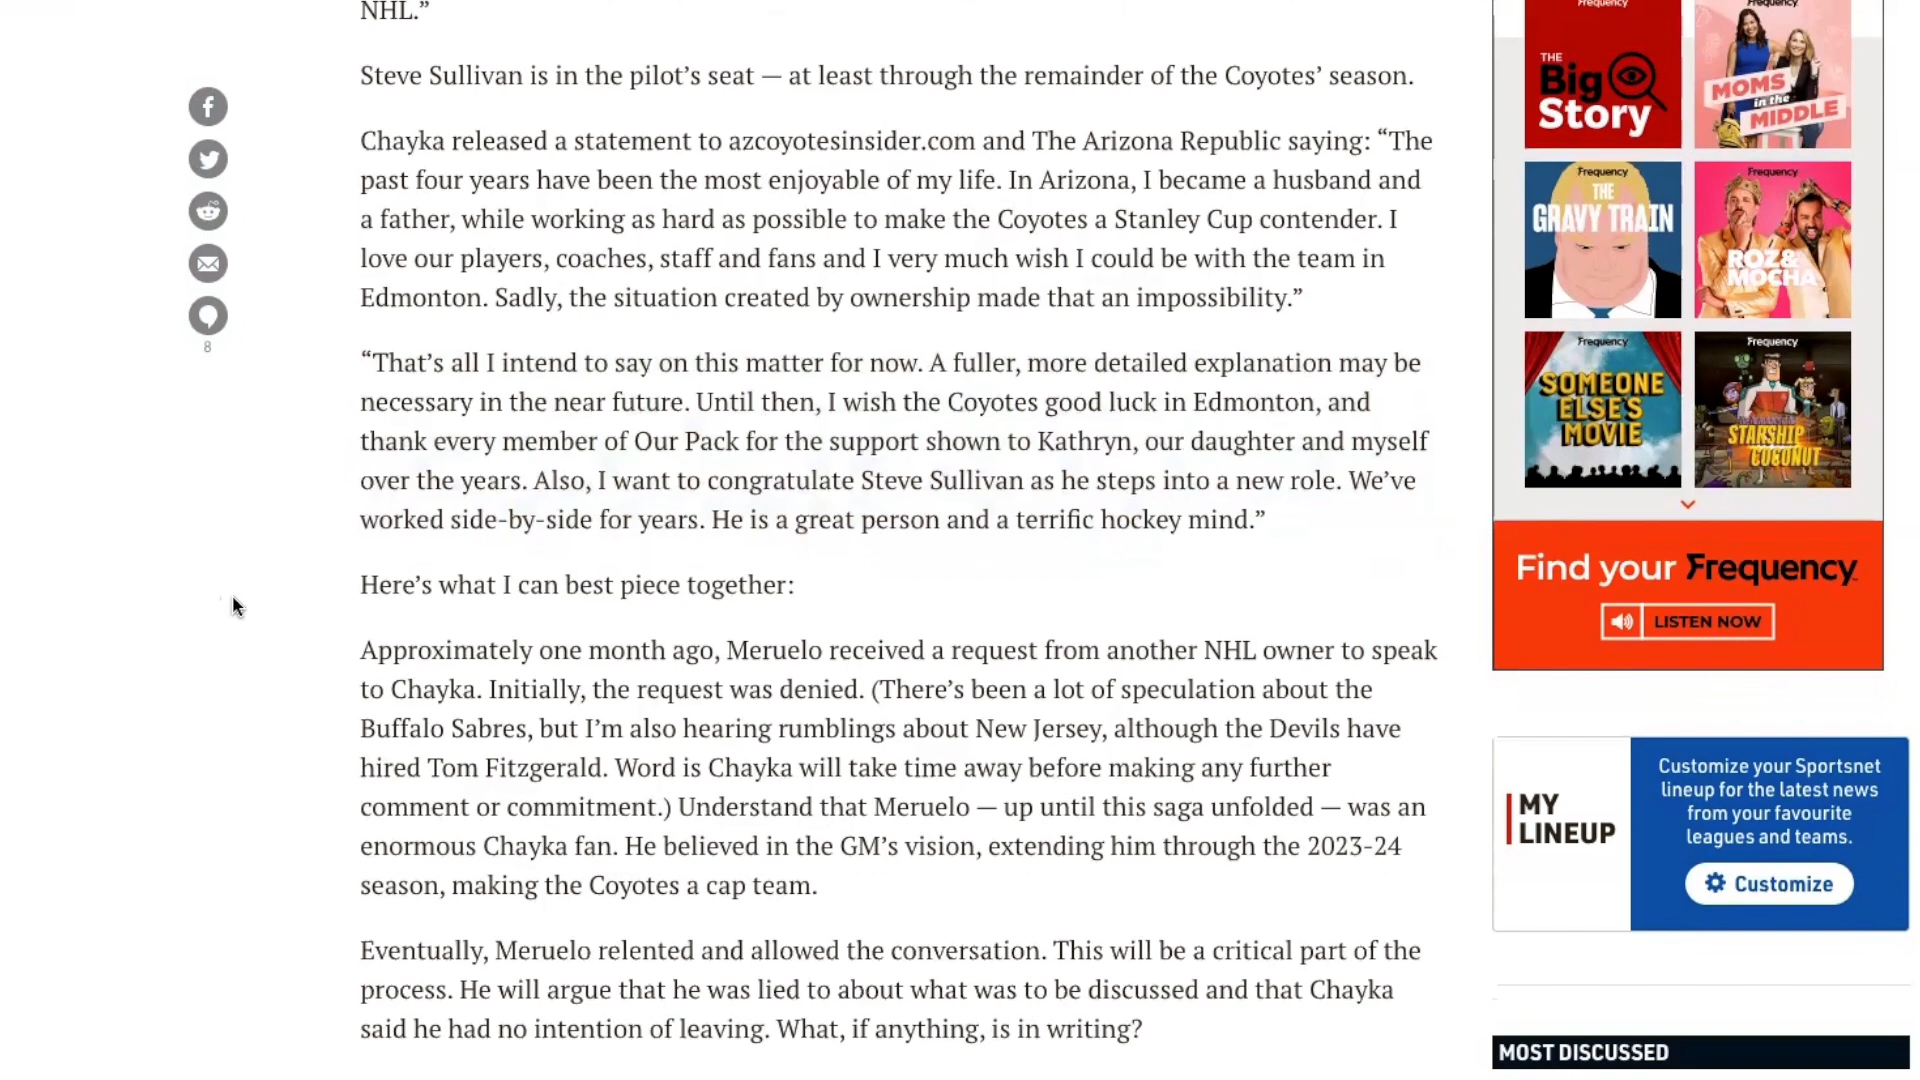 NHL.”
Steve Sullivan is in the pilot’s seat — at least through the remainder of the Coyotes’ season.
Chayka released a statement to azcoyotesinsider.com and The Arizona Republic saying: “The
past four years have been the most enjoyable of my life. In Arizona, I became a husband and
a father, while working as hard as possible to make the Coyotes a Stanley Cup contender. I
love our players, coaches, staff and fans and I very much wish I could be with the team in
Edmonton. Sadly, the situation created by ownership made that an impossibility.”
8
“That’s all I intend to say on this matter for now. A fuller, more detailed explanation may be
necessary in the near future. Until then, I wish the Coyotes good luck in Edmonton, and
thank every member of Our Pack for the support shown to Kathryn, our daughter and myself
over the years. Also, I want to congratulate Steve Sullivan as he steps into a new role. We’ve
worked side-by-side for years. He is a great person and a terrific hockey mind.”
Here’s what I can best piece together:
Approximately one month ago, Meruelo received a request from another NHL owner to speak
to Chayka. Initially, the request was denied. (There’s been a lot of speculation about the
Buffalo Sabres, but I’m also hearing rumblings about New Jersey, although the Devils have
hired Tom Fitzgerald. Word is Chayka will take time away before making any further
comment or commitment.) Understand that Meruelo — up until this saga unfolded — was an
enormous Chayka fan. He believed in the GM’s vision, extending him through the 2023-24
season, making the Coyotes a cap team.
Eventually, Meruelo relented and allowed the conversation. This will be a critical part of the
process. He will argue that he was lied to about what was to be discussed and that Chayka
said he had no intention of leaving. What, if anything, is in writing?
Frequency
THE
Big
Story
Frequency
MOMS
in the
MIDDLE
Frequency
THE
GRAVY TRAIN
Frequency
ROZ&
MOCHA
Frequency
SOMEONE
ELSE'S
MOVIE
Frequency
STARSHIP
COCONUT
Find your Frequency
LISTEN NOW
MY
LINEUP
Customize your Sportsnet
lineup for the latest news
from your favourite
leagues and teams.
Customize
MOST DISCUSSED